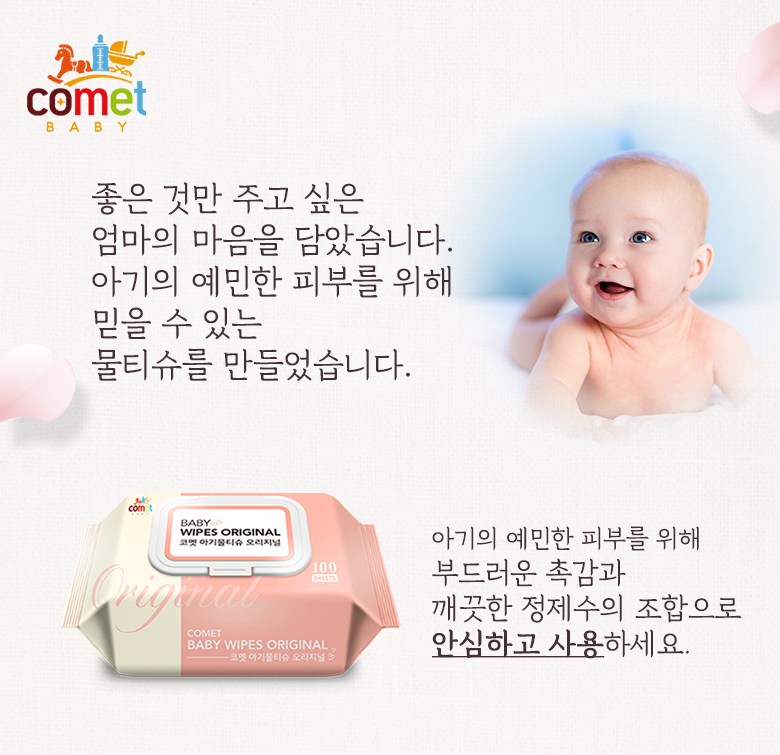 comet
BABY
좋은 것만 주고 싶은
엄마의 마음을 담았습니다.
아기의 예민한 피부를 위해
믿을 수 있는
물티슈를 만들었습니다.
comet
BABY
BABY
WIPES ORIGINAL
코멧 아기물티슈 오리지널
100
SHEETS
Original
COMET
BABY WIPES ORIGINAL
코멧 아기물티슈 오리지널
아기의 예민한 피부를 위해
부드러운 촉감과
깨끗한 정제수의 조합으로
안심하고 사용하세요.